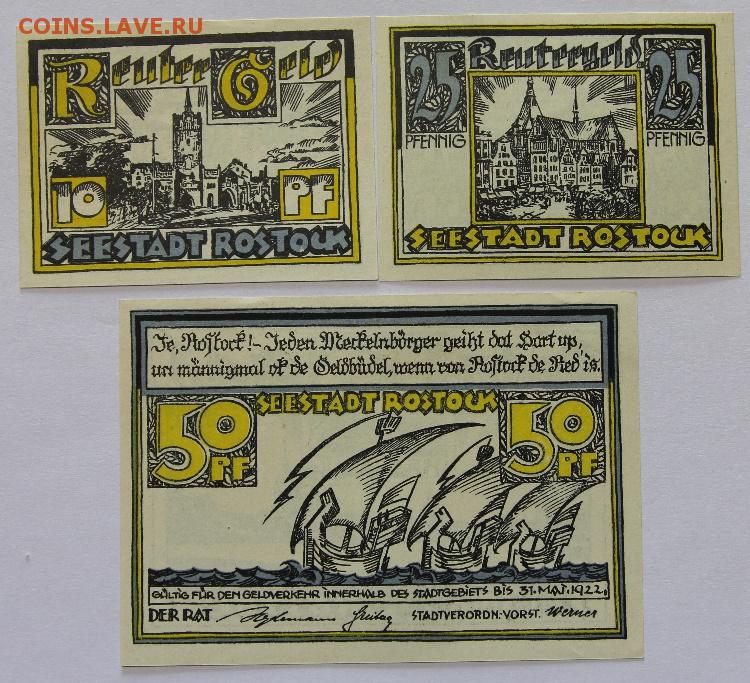 COINS.LAVE.RU
Reuter Geld
10 PF
SEESTADT ROSTOCK
25 Reutergeld 25
PFENNIG PFENNIG
SEESTADT ROSTOCK
Je, Rostock! – Jeden Meckelnbörger geiht dat Hart up,
un männigmal ok de Geldbüdel, wenn von Rostock de Red' is.
50 PF SEESTADT ROSTOCK 50 PF
GÜLTIG FÜR DEN GELDVERKEHR INNERHALB DES STADTGEBIETS BIS 31. MAI. 1922.
DER RAT Freitag STADTVERORDN.-VORST. Werner